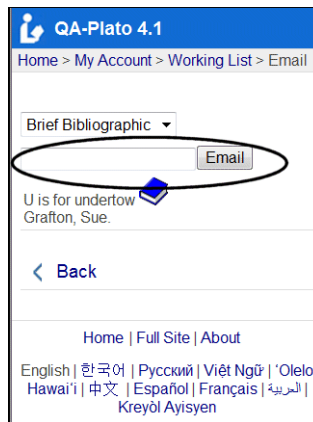 QA-Plato 4.1
Home > My Account > Working List > Email
Brief Bibliographic
Email
U is for undertow
Grafton, Sue.
Back
Home | Full Site | About
English | 한국어 | Русский | Việt Ngữ | 'Olelo
Hawai'i | 中文 | Español | Français | العربية |
Kreyòl Ayisyen